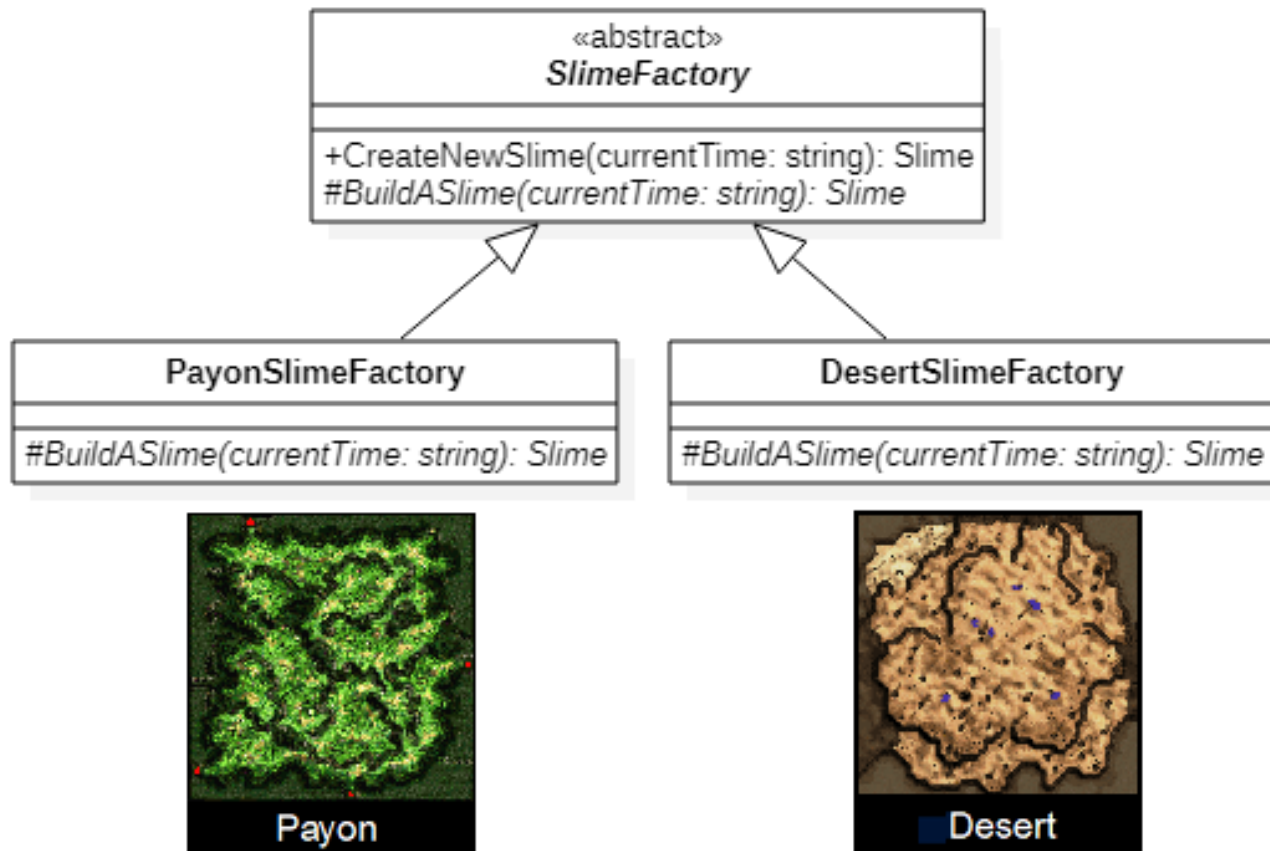 «abstract»
SlimeFactory
+CreateNewSlime(currentTime: string): Slime
#BuildASlime(currentTime: string): Slime
PayonSlimeFactory
#BuildASlime(currentTime: string): Slime
DesertSlimeFactory
#BuildASlime(currentTime: string): Slime
Payon
Desert